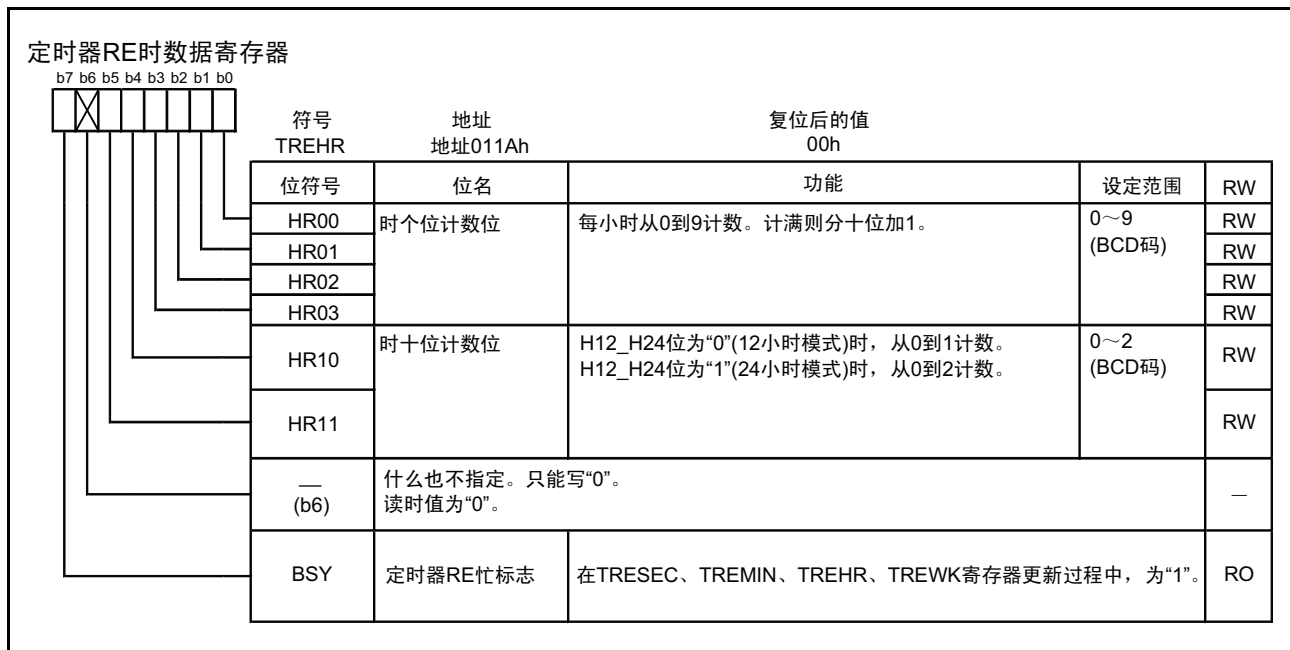 定时器RE时数据寄存器
b7 b6 b5 b4 b3 b2 b1 b0
符号 地址 复位后的值
TREHR 地址011Ah 00h
位符号 位名 功能 设定范围 RW
HR00 时个位计数位 每小时从0到9计数。计满则分十位加1。 0～9 RW
HR01 (BCD码) RW
HR02 RW
HR03 RW
时十位计数位 H12_H24位为“0”(12小时模式)时，从0到1计数。 0～2
HR10 H12_H24位为“1”(24小时模式)时，从0到2计数。 (BCD码) RW
HR11 RW
— 什么也不指定。只能写“0”。 —
(b6) 读时值为“0”。
BSY 定时器RE忙标志 在TRESEC、TREMIN、TREHR、TREWK寄存器更新过程中，为“1”。 RO